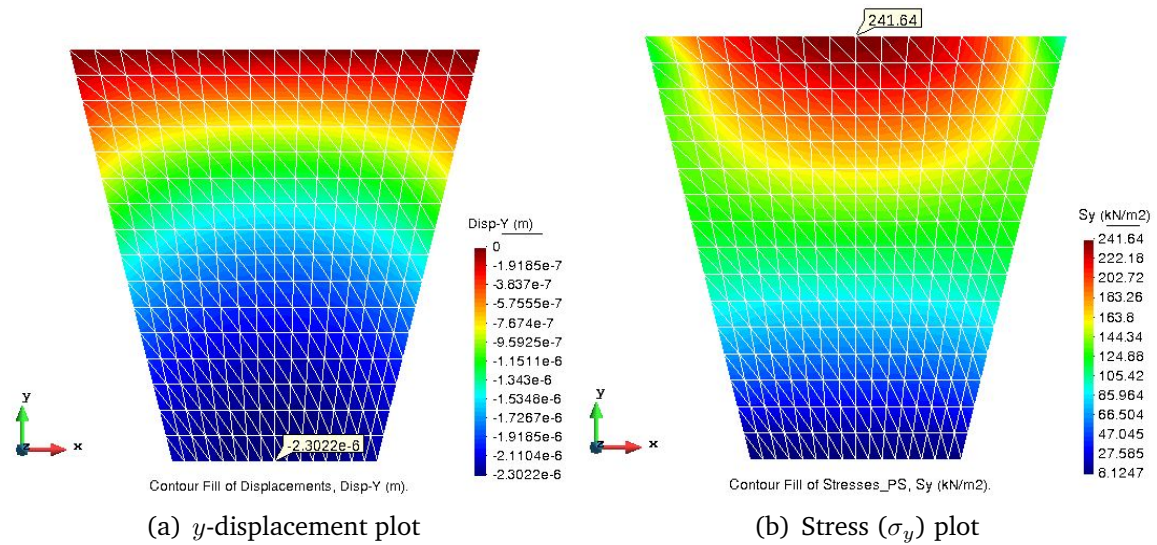 241.64
Disp-Y (m)
0
-1.9185e-7
-3.837e-7
-5.7555e-7
-7.674e-7
-9.5925e-7
-1.1511e-6
-1.343e-6
-1.5348e-6
-1.7267e-6
-1.9185e-6
-2.1104e-6
-2.3022e-6
y
z
x
-2.3022e-6
Contour Fill of Displacements, Disp-Y (m).
(a) y-displacement plot
Sy (kN/m2)
241.64
222.18
202.72
183.26
163.8
144.34
124.88
105.42
85.964
66.504
47.045
27.585
8.1247
y
z
x
Contour Fill of Stresses_PS, Sy (kN/m2).
(b) Stress (σy) plot